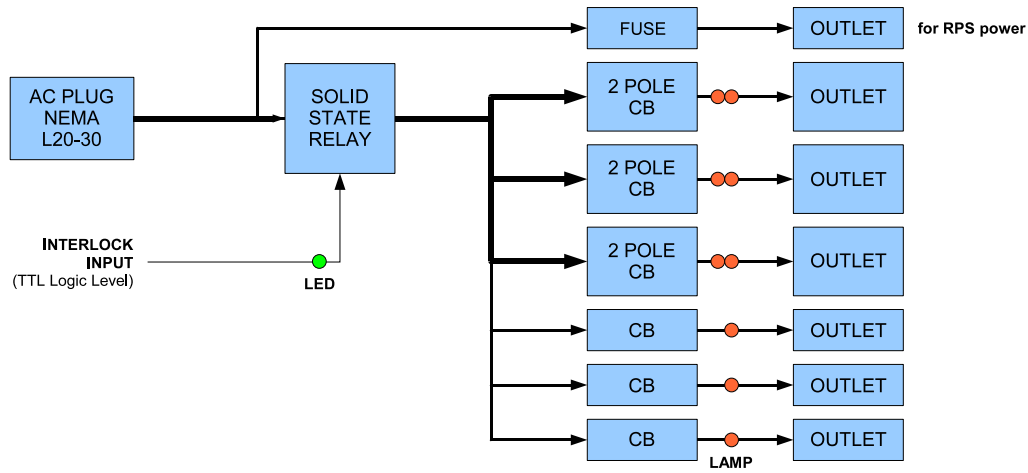 FUSE
OUTLET
for RPS power
AC PLUG
NEMA
L20-30
SOLID
STATE
RELAY
2 POLE
CB
OUTLET
2 POLE
CB
OUTLET
INTERLOCK
INPUT
(TTL Logic Level)
LED
2 POLE
CB
OUTLET
CB
OUTLET
CB
OUTLET
CB
OUTLET
LAMP